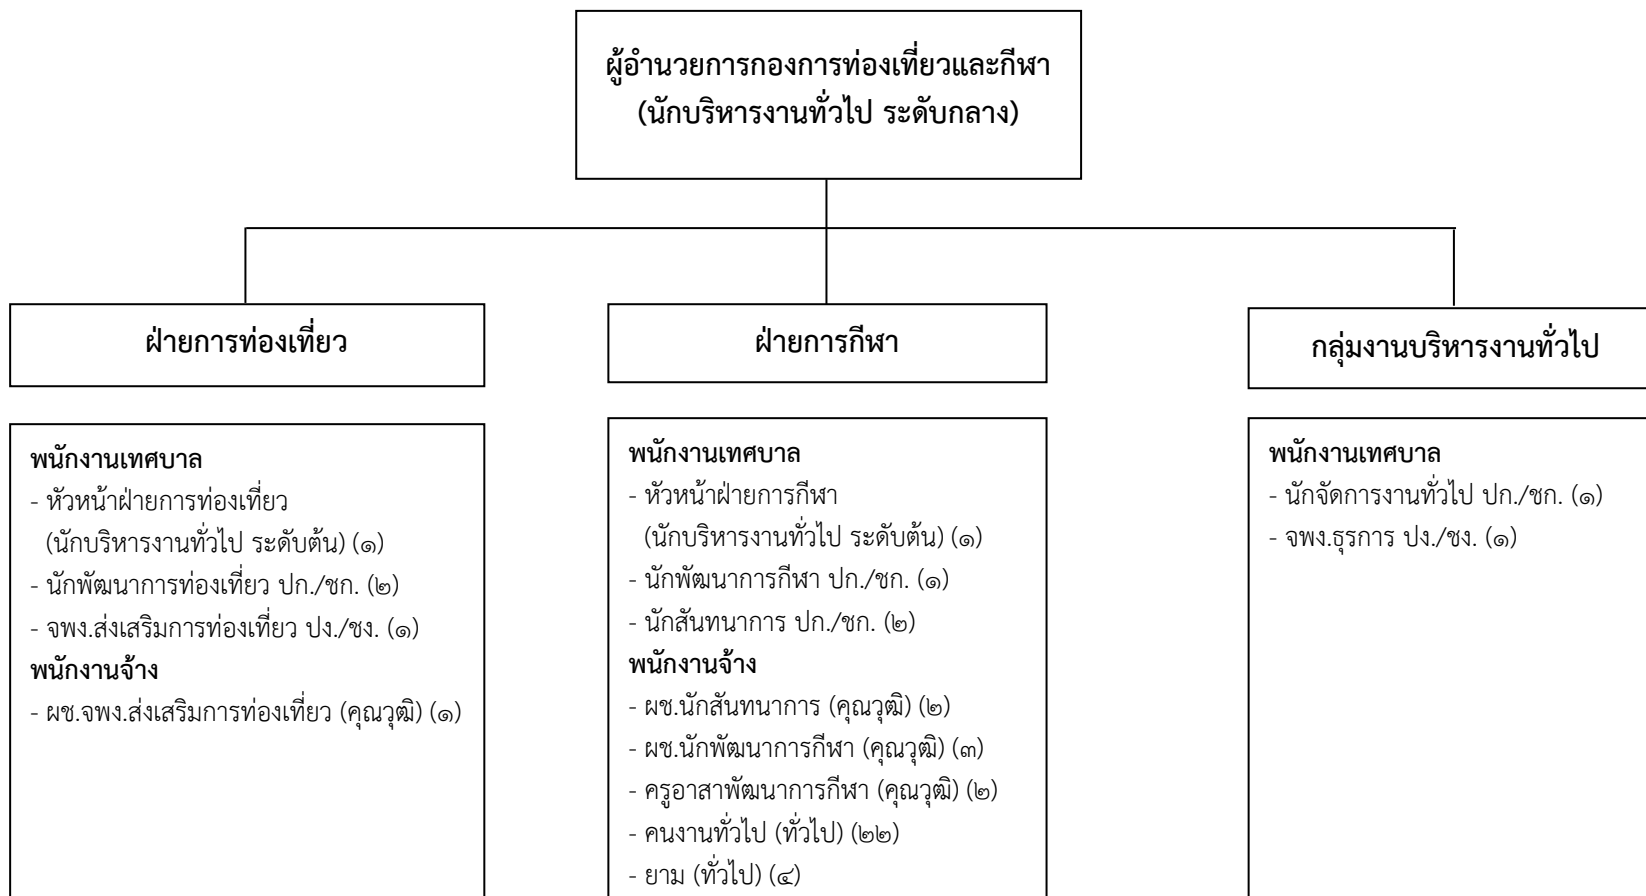 ผู้อำนวยการกองการท่องเที่ยวและกีฬา
(นักบริหารงานทั่วไป ระดับกลาง)
ฝ่ายการท่องเที่ยว
พนักงานเทศบาล
- หัวหน้าฝ่ายการท่องเที่ยว
(นักบริหารงานทั่วไป ระดับต้น) (๑)
- นักพัฒนาการท่องเที่ยว ปก./ชก. (๒)
- จพง.ส่งเสริมการท่องเที่ยว ปง./ชง. (๑)
พนักงานจ้าง
- ผช.จพง.ส่งเสริมการท่องเที่ยว (คุณวุฒิ) (๑)
ฝ่ายการกีฬา
พนักงานเทศบาล
- หัวหน้าฝ่ายการกีฬา
(นักบริหารงานทั่วไป ระดับต้น) (๑)
- นักพัฒนาการกีฬา ปก./ชก. (๑)
- นักสันทนาการ ปก./ชก. (๒)
พนักงานจ้าง
- ผช.นักสันทนาการ (คุณวุฒิ) (๒)
- ผช.นักพัฒนาการกีฬา (คุณวุฒิ) (๓)
- ครูอาสาพัฒนาการกีฬา (คุณวุฒิ) (๒)
- คนงานทั่วไป (ทั่วไป) (๒๒)
- ยาม (ทั่วไป) (๔)
กลุ่มงานบริหารงานทั่วไป
พนักงานเทศบาล
- นักจัดการงานทั่วไป ปก./ชก. (๑)
- จพง.ธุรการ ปง./ชง. (๑)